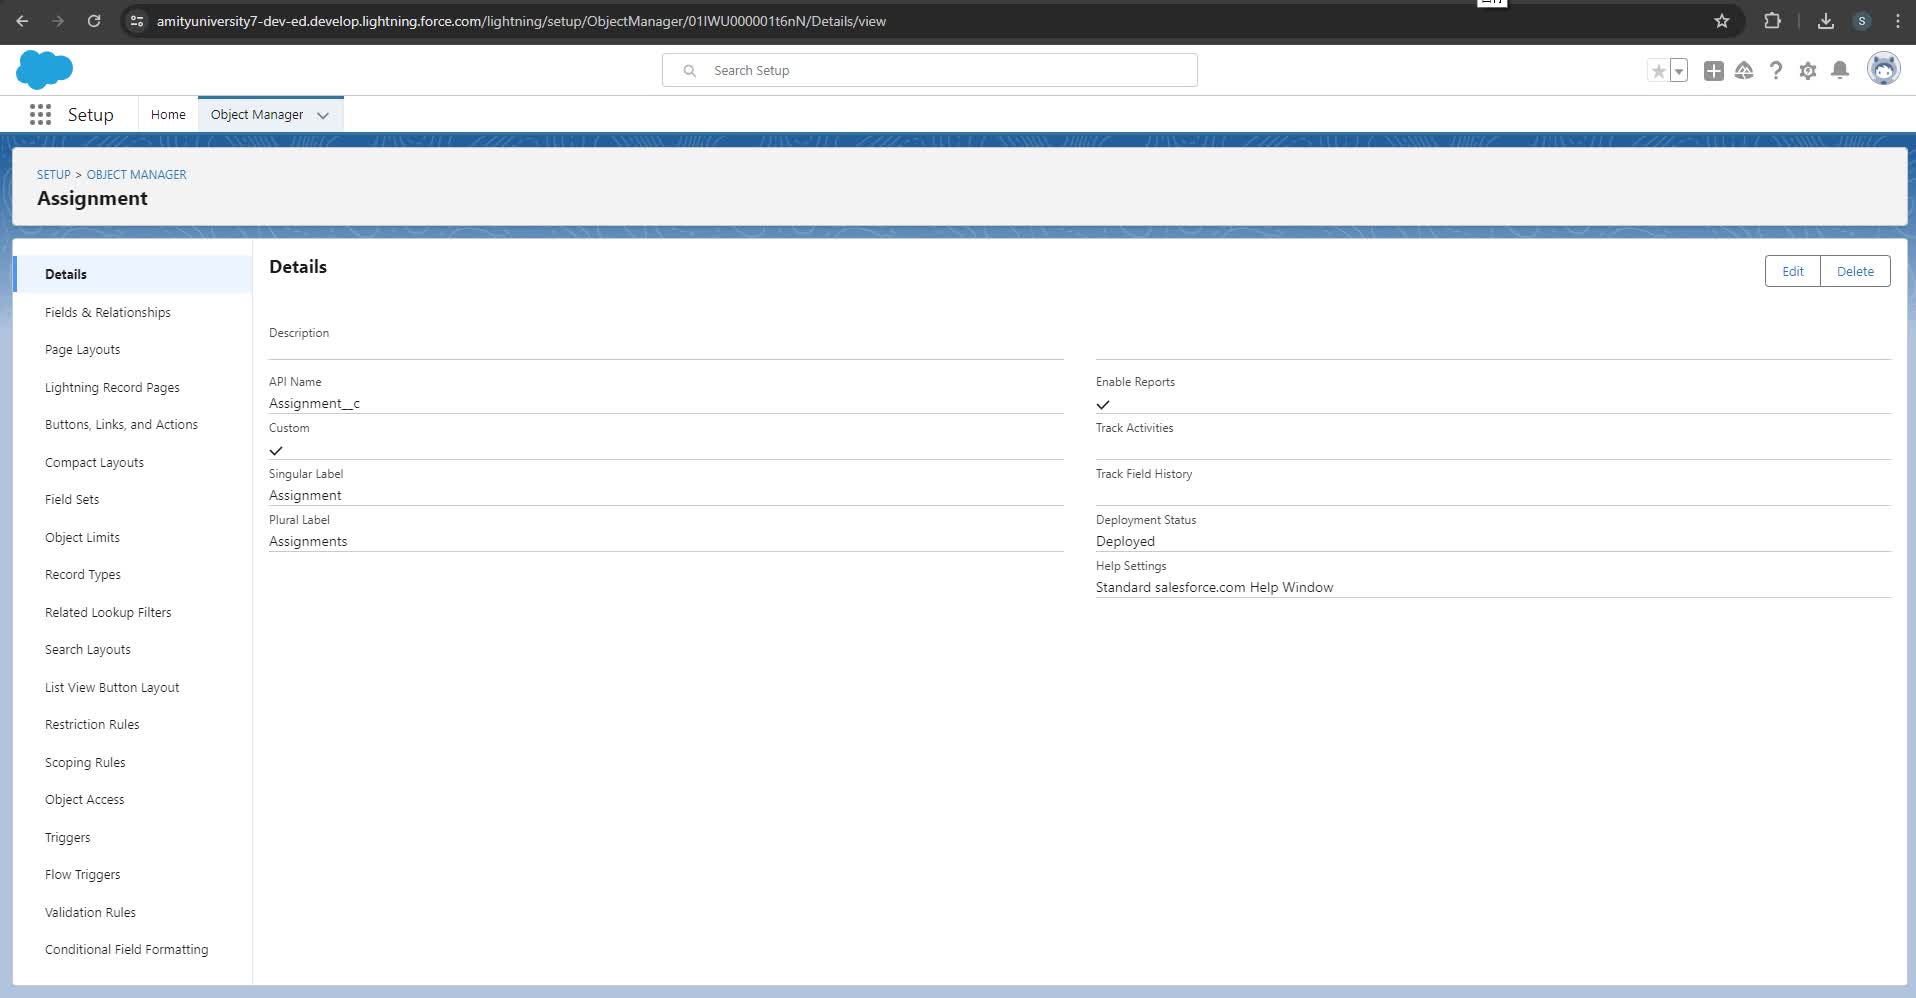 amityuniversity7-dev-ed.develop.lightning.force.com/lightning/setup/ObjectManager/01IWU000001t6nN/Details/view
S
Search Setup
Setup
Home
Object Manager
SETUP > OBJECT MANAGER
Assignment
Details
Fields & Relationships
Page Layouts
Lightning Record Pages
Buttons, Links, and Actions
Compact Layouts
Field Sets
Object Limits
Record Types
Related Lookup Filters
Search Layouts
List View Button Layout
Restriction Rules
Scoping Rules
Object Access
Triggers
Flow Triggers
Validation Rules
Conditional Field Formatting
Details
Edit
Delete
Description
API Name
Assignment__c
Custom
Singular Label
Assignment
Plural Label
Assignments
Enable Reports
Track Activities
Track Field History
Deployment Status
Deployed
Help Settings
Standard salesforce.com Help Window